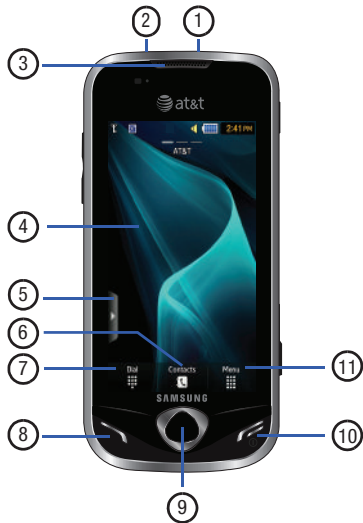 2
1
3
at&t
2:41PM
AT&T
4
5
6
7
Dial
Contacts
Menu
11
SAMSUNG
8
10
9